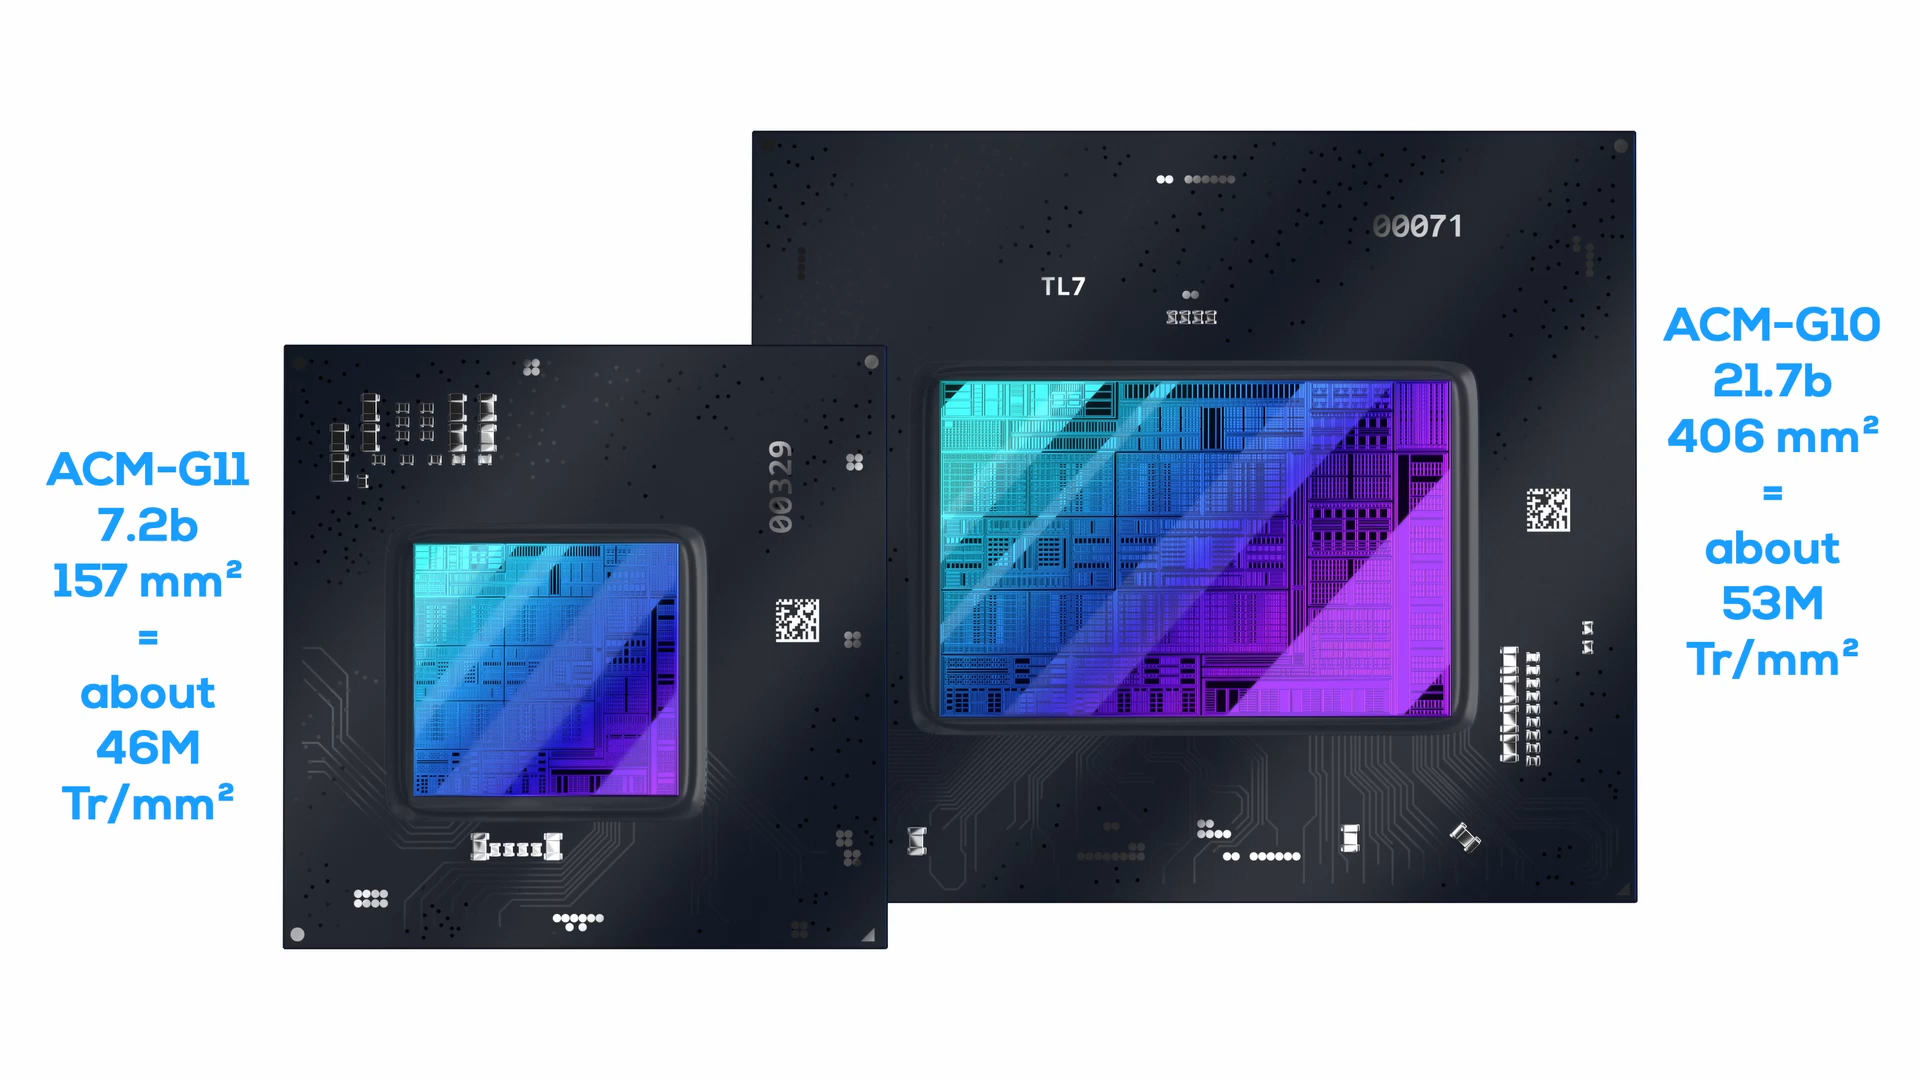 ACM-G11
7.2b
157 mm²
=
about
46M
Tr/mm²
00329
TL7
00071
ACM-G10
21.7b
406 mm²
=
about
53M
Tr/mm²